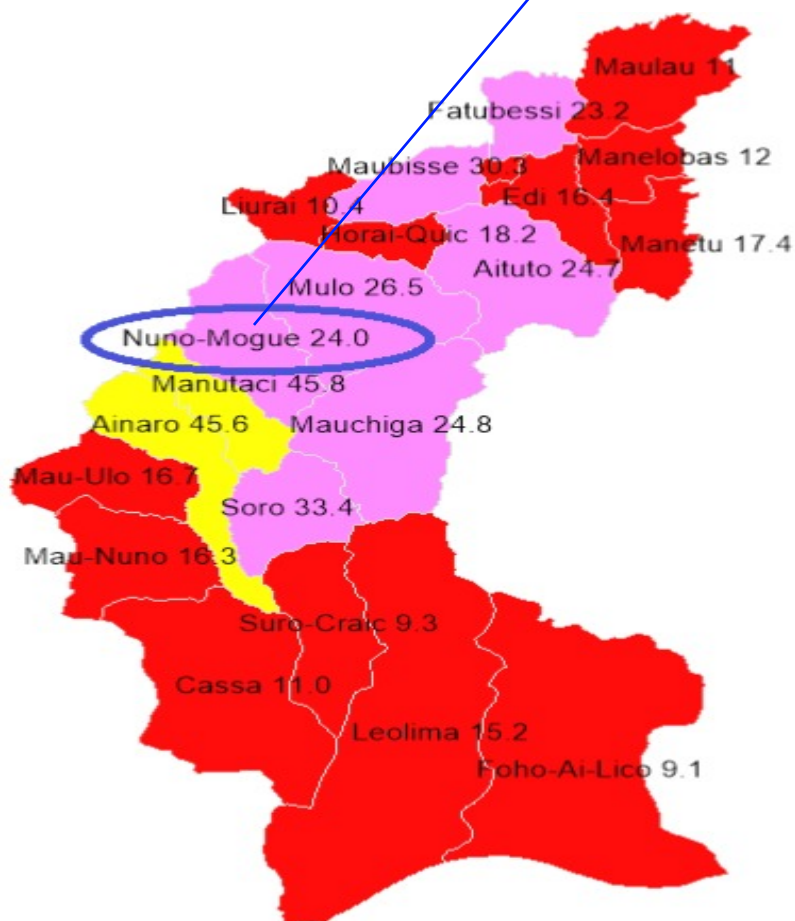 Maulau 11
Fatubessi 23.2
Manelobas 12
Maubisse 30.3
Edi 16.4
Liurai 10.4
Horai-Quic 18.2
Manetu 17.4
Aituto 24.7
Mulo 26.5
Nuno-Mogue 24.0
Manutaci 45.8
Ainaro 45.6
Mauchiga 24.8
Mau-Ulo 16.7
Soro 33.4
Mau-Nuno 16.3
Suro-Craic 9.3
Cassa 11.0
Leolima 15.2
Foho-Ai-Lico 9.1